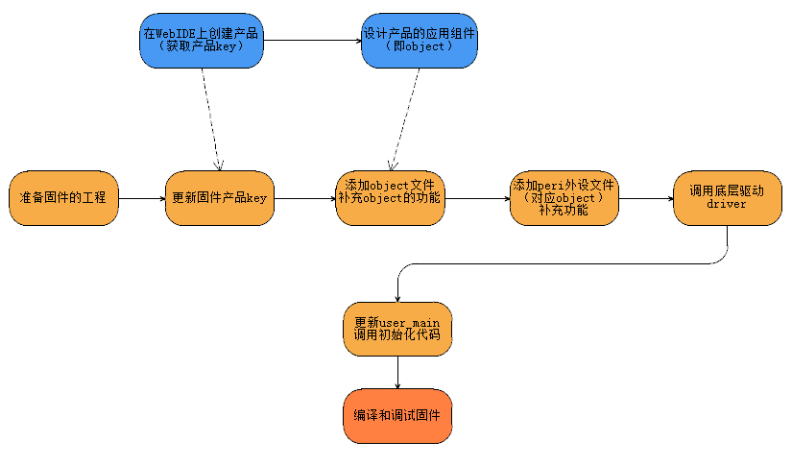 在WebIDE上创建产品
（获取产品key）
设计产品的应用组件
（即object）
准备固件的工程
更新固件产品key
添加object文件
补充object的功能
添加peri外设文件
（对应object）
补充功能
调用底层驱动
driver
更新user_main
调用初始化代码
编译和调试固件